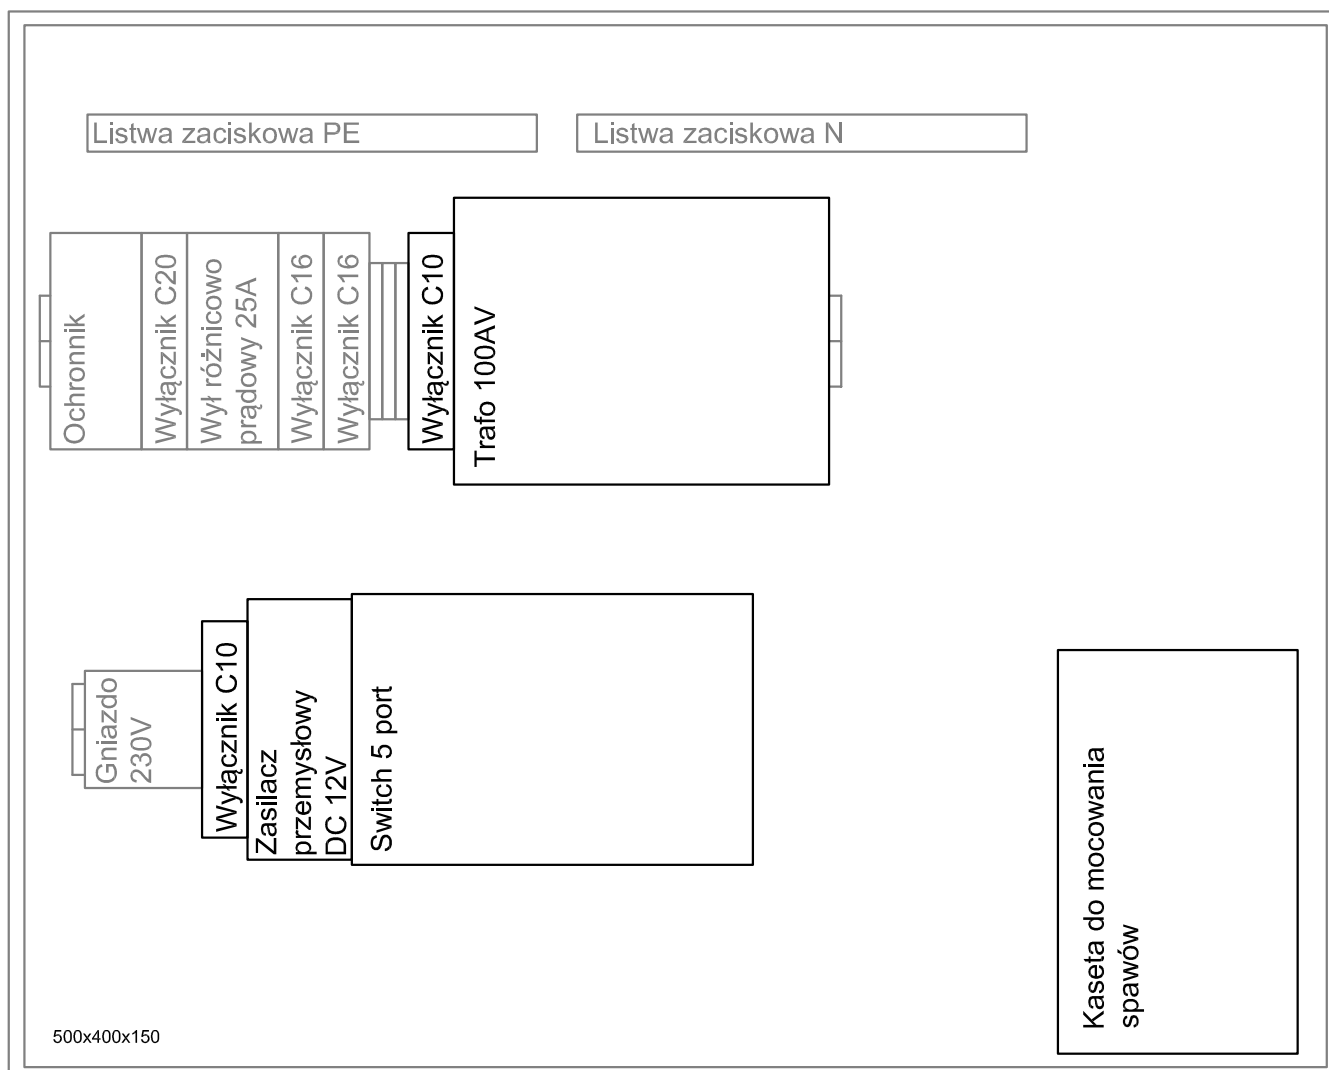 Listwa zaciskowa PE
Listwa zaciskowa N
Ochronnik
Wyłącznik C20
Wył różnicowo
prądowy 25A
Wyłącznik C16
Wyłącznik C16
Wyłącznik C10
Trafo 100AV
Gniazdo
230V
Wyłącznik C10
Zasilacz
przemysłowy
DC 12V
Switch 5 port
Kaseta do mocowania
spawów
500x400x150